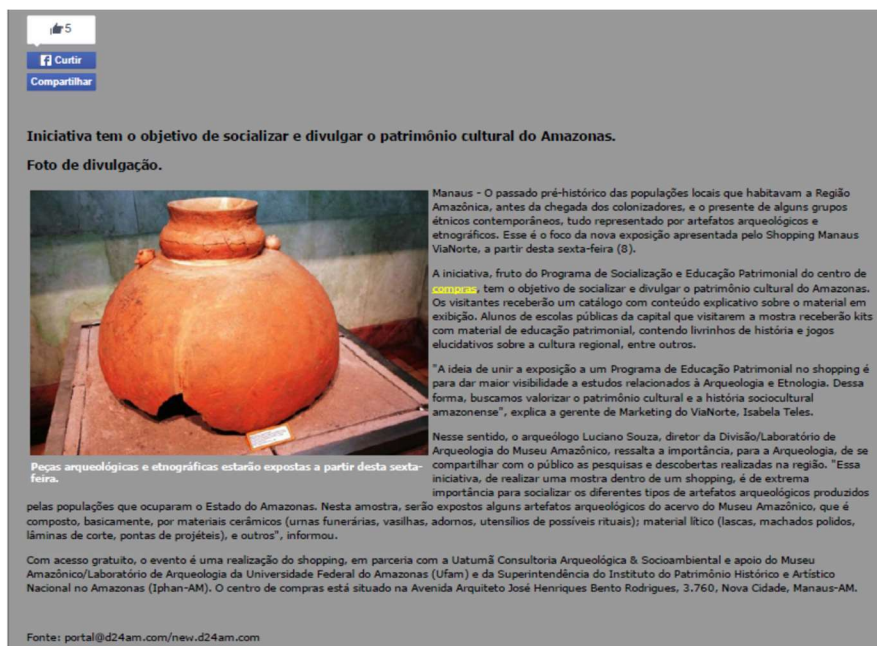 5
Curtir
Compartilhar
Iniciativa tem o objetivo de socializar e divulgar o patrimônio cultural do Amazonas.
Foto de divulgação.
Manaus - O passado pré-histórico das populações locais que habitavam a Região
Amazônica, antes da chegada dos colonizadores, e o presente de alguns grupos
étnicos contemporâneos, tudo representado por artefatos arqueológicos e
etnográficos. Esse é o foco da nova exposição apresentada pelo Shopping Manaus
ViaNorte, a partir desta sexta-feira (8).
A iniciativa, fruto do Programa de Socialização e Educação Patrimonial do centro de
compras, tem o objetivo de socializar e divulgar o patrimônio cultural do Amazonas.
Os visitantes receberão um catálogo com conteúdo explicativo sobre o material em
exibição. Alunos de escolas públicas da capital que visitarem a mostra receberão kits
com material de educação patrimonial, contendo livrinhos de história e jogos
elucidativos sobre a cultura regional, entre outros.
"A ideia de unir a exposição a um Programa de Educação Patrimonial no shopping é
para dar maior visibilidade a estudos relacionados à Arqueologia e Etnologia. Dessa
forma, buscamos valorizar o patrimônio cultural e a história sociocultural
amazonense", explica a gerente de Marketing do ViaNorte, Isabela Teles.
Nesse sentido, o arqueólogo Luciano Souza, diretor da Divisão/Laboratório de
Arqueologia do Museu Amazônico, ressalta a importância, para a Arqueologia, de se
compartilhar com o público as pesquisas e descobertas realizadas na região. "Essa
iniciativa, de realizar uma mostra dentro de um shopping, é de extrema
importância para socializar os diferentes tipos de artefatos arqueológicos produzidos
Peças arqueológicas e etnográficas estarão expostas a partir desta sexta-
feira.
pelas populações que ocuparam o Estado do Amazonas. Nesta amostra, serão expostos alguns artefatos arqueológicos do acervo do Museu Amazônico, que é
composto, basicamente, por materiais cerâmicos (urnas funerárias, vasilhas, adornos, utensílios de possíveis rituais); material lítico (lascas, machados polidos,
lâminas de corte, pontas de projéteis), e outros", informou.
Com acesso gratuito, o evento é uma realização do shopping, em parceria com a Uatumã Consultoria Arqueológica & Socioambiental e apoio do Museu
Amazônico/Laboratório de Arqueologia da Universidade Federal do Amazonas (Ufam) e da Superintendência do Instituto do Patrimônio Histórico e Artístico
Nacional no Amazonas (Iphan-AM). O centro de compras está situado na Avenida Arquiteto José Henriques Bento Rodrigues, 3.760, Nova Cidade, Manaus-AM.
Fonte: portal@d24am.com/new.d24am.com